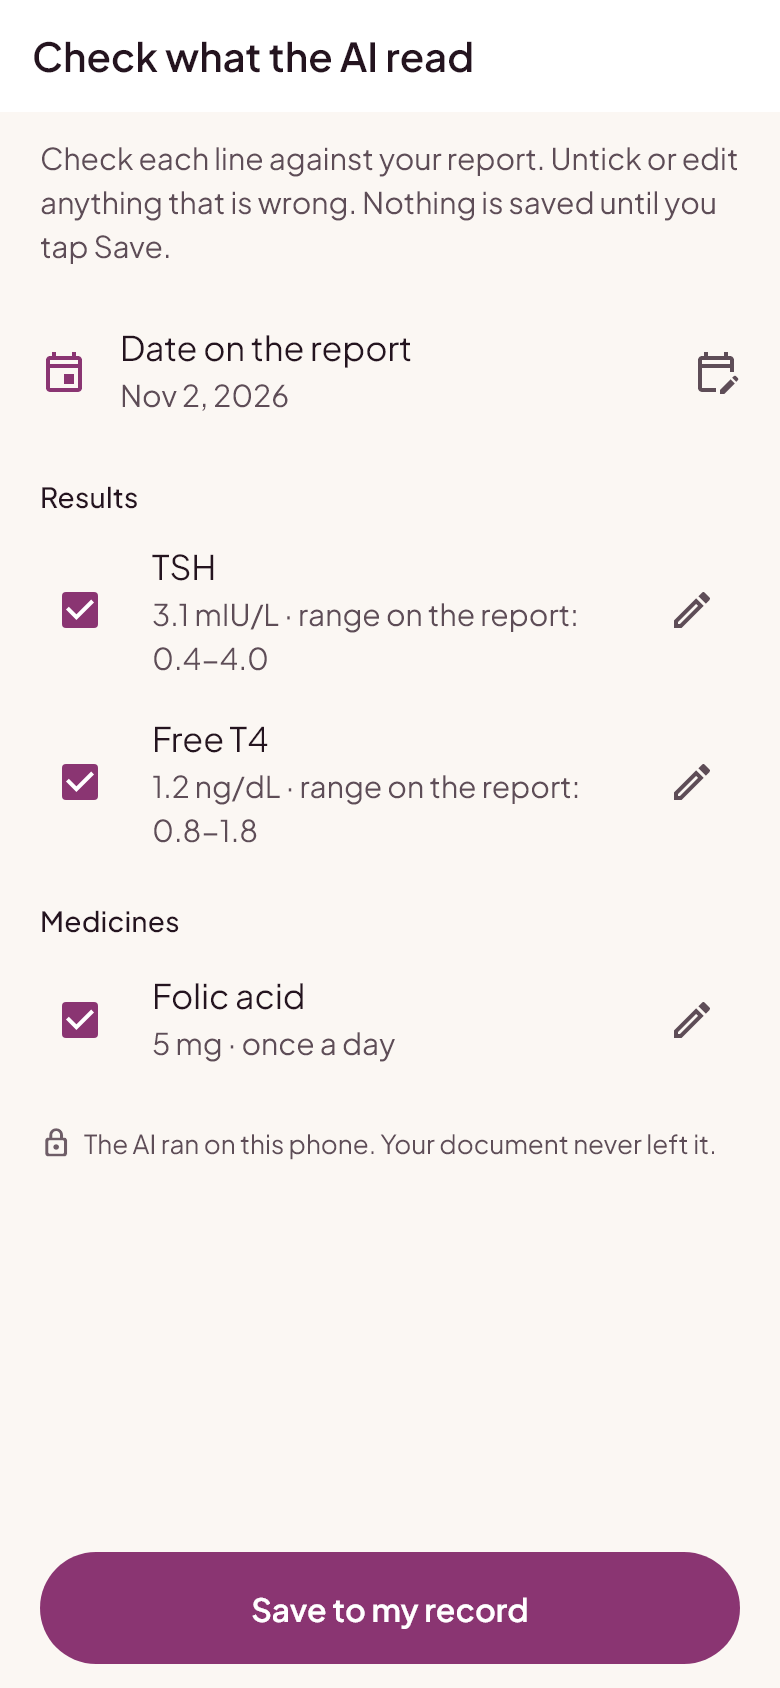 Check what the AI read
Check each line against your report. Untick or edit
anything that is wrong. Nothing is saved until you
tap Save.
Date on the report
Nov 2, 2026
Results
TSH
3.1 mIU/L · range on the report:
0.4–4.0
Free T4
1.2 ng/dL · range on the report:
0.8–1.8
Medicines
Folic acid
5 mg · once a day
The AI ran on this phone. Your document never left it.
Save to my record